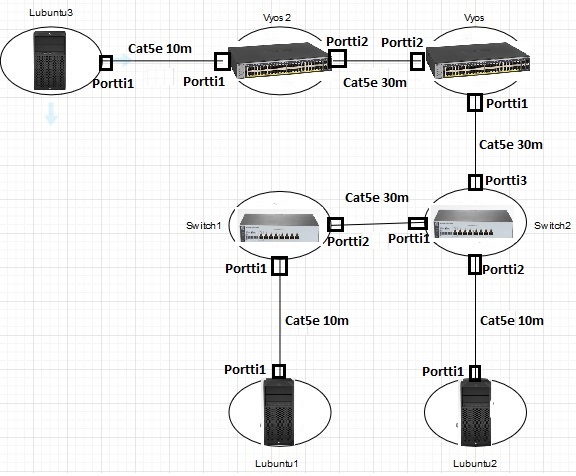 Lubuntu3
Vyos 2
Vyos
Cat5e 10m
Portti2
Portti2
Portti1
Portti1
Cat5e 30m
Portti1
Cat5e 30m
Portti3
Cat5e 30m
Switch1
Switch2
Portti2
Portti1
Portti1
Portti2
Cat5e 10m
Cat5e 10m
Portti1
Portti1
Lubuntu1
Lubuntu2